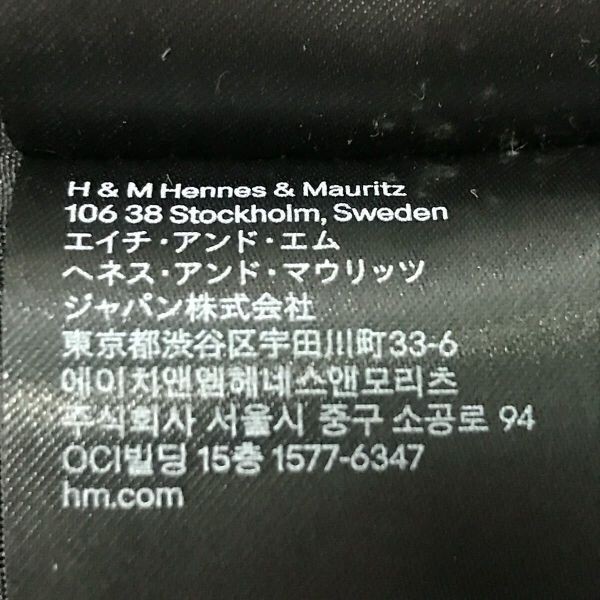 H & M Hennes & Mauritz
106 38 Stockholm, Sweden
エイチ・アンド・エム
ヘネス・アンド・マウリッツ
ジャパン株式会社
東京都渋谷区宇田川町33-6
에이치앤엠헤네스앤모리츠
주식회사 서울시 중구 소공로 94
OCI빌딩 15층 1577-6347
hm.com